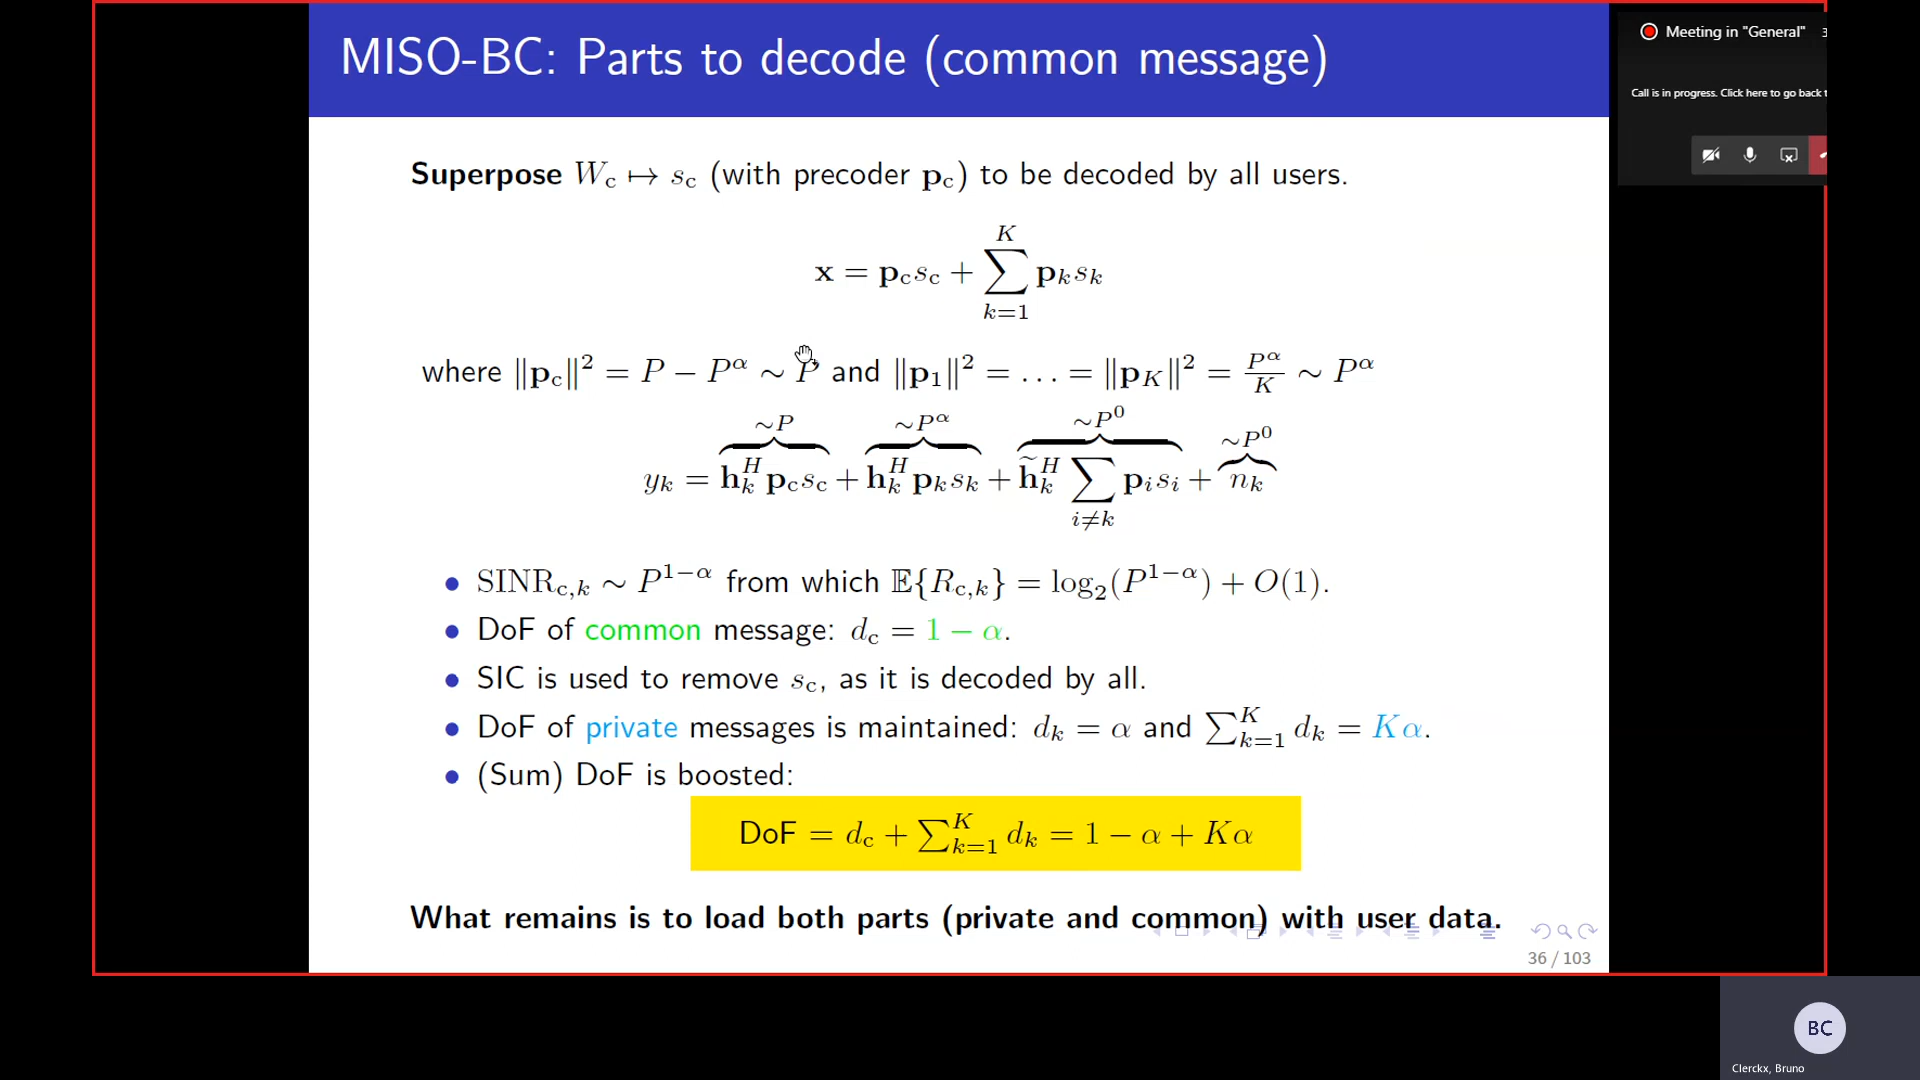 MISO-BC: Parts to decode (common message)
Meeting in "General"
Call is in progress. Click here to go back
Superpose W_c ↦ s_c (with precoder p_c) to be decoded by all users.
x = p_c s_c + ∑_{k=1}^{K} p_k s_k
where ‖p_c‖² = P − P^α ∼ P and ‖p_1‖² = … = ‖p_K‖² = P^α/K ∼ P^α
∼P ∼P^α ∼P^0 ∼P^0
y_k = h_k^H p_c s_c + h_k^H p_k s_k + h̃_k^H ∑_{i≠k} p_i s_i + n_k
• SINR_{c,k} ∼ P^{1−α} from which 𝔼{R_{c,k}} = log_2(P^{1−α}) + O(1).
• DoF of common message: d_c = 1 − α.
• SIC is used to remove s_c, as it is decoded by all.
• DoF of private messages is maintained: d_k = α and ∑_{k=1}^{K} d_k = Kα.
• (Sum) DoF is boosted:
DoF = d_c + ∑_{k=1}^{K} d_k = 1 − α + Kα
What remains is to load both parts (private and common) with user data.
36 / 103
BC
Clerckx, Bruno